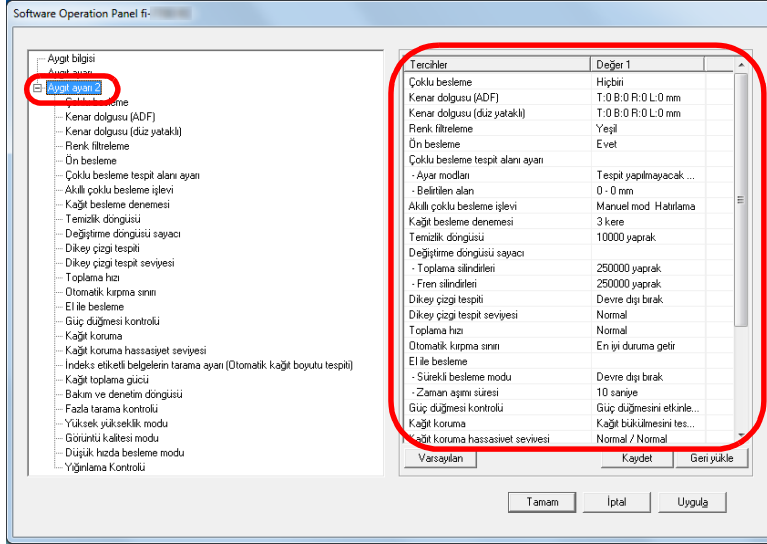 Software Operation Panel fi-
Aygıt bilgisi
Aygıt ayarı
Aygıt ayarı 2
Çoklu besleme
Kenar dolgusu (ADF)
Kenar dolgusu (düz yataklı)
Renk filtreleme
Ön besleme
Çoklu besleme tespit alanı ayarı
Akıllı çoklu besleme işlevi
Kağıt besleme denemesi
Temizlik döngüsü
Değiştirme döngüsü sayacı
Dikey çizgi tespiti
Dikey çizgi tespit seviyesi
Toplama hızı
Otomatik kırpma sınırı
El ile besleme
Güç düğmesi kontrolü
Kağıt koruma
Kağıt koruma hassasiyet seviyesi
İndeks etiketli belgelerin tarama ayarı (Otomatik kağıt boyutu tespiti)
Kağıt toplama gücü
Bakım ve denetim döngüsü
Fazla tarama kontrolü
Yüksek yükseklik modu
Görüntü kalitesi modu
Düşük hızda besleme modu
Yığınlama Kontrolü
Tercihler Değer 1
Çoklu besleme Hiçbiri
Kenar dolgusu (ADF) T:0 B:0 R:0 L:0 mm
Kenar dolgusu (düz yataklı) T:0 B:0 R:0 L:0 mm
Renk filtreleme Yeşil
Ön besleme Evet
Çoklu besleme tespit alanı ayarı
- Ayar modları Tespit yapılmayacak ...
- Belirtilen alan 0 - 0 mm
Akıllı çoklu besleme işlevi Manuel mod Hatırlama
Kağıt besleme denemesi 3 kere
Temizlik döngüsü 10000 yaprak
Değiştirme döngüsü sayacı
- Toplama silindirleri 250000 yaprak
- Fren silindirleri 250000 yaprak
Dikey çizgi tespiti Devre dışı bırak
Dikey çizgi tespit seviyesi Normal
Toplama hızı Normal
Otomatik kırpma sınırı En iyi duruma getir
El ile besleme
- Sürekli besleme modu Devre dışı bırak
- Zaman aşımı süresi 10 saniye
Güç düğmesi kontrolü Güç düğmesini etkinle...
Kağıt koruma Kağıt bükülmesini tes...
Kağıt koruma hassasiyet seviyesi Normal / Normal
Varsayılan Kaydet Geri yükle
Tamam İptal Uygula